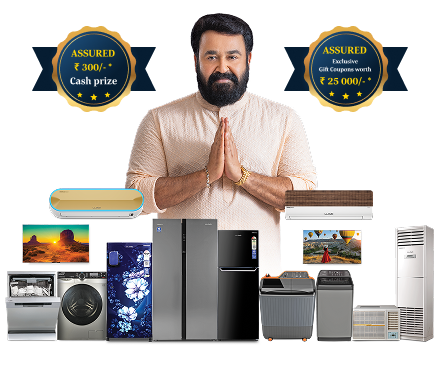 ASSURED
₹ 300/- *
Cash prize
ASSURED
Exclusive
Gift Coupons worth
₹ 25 000/- *